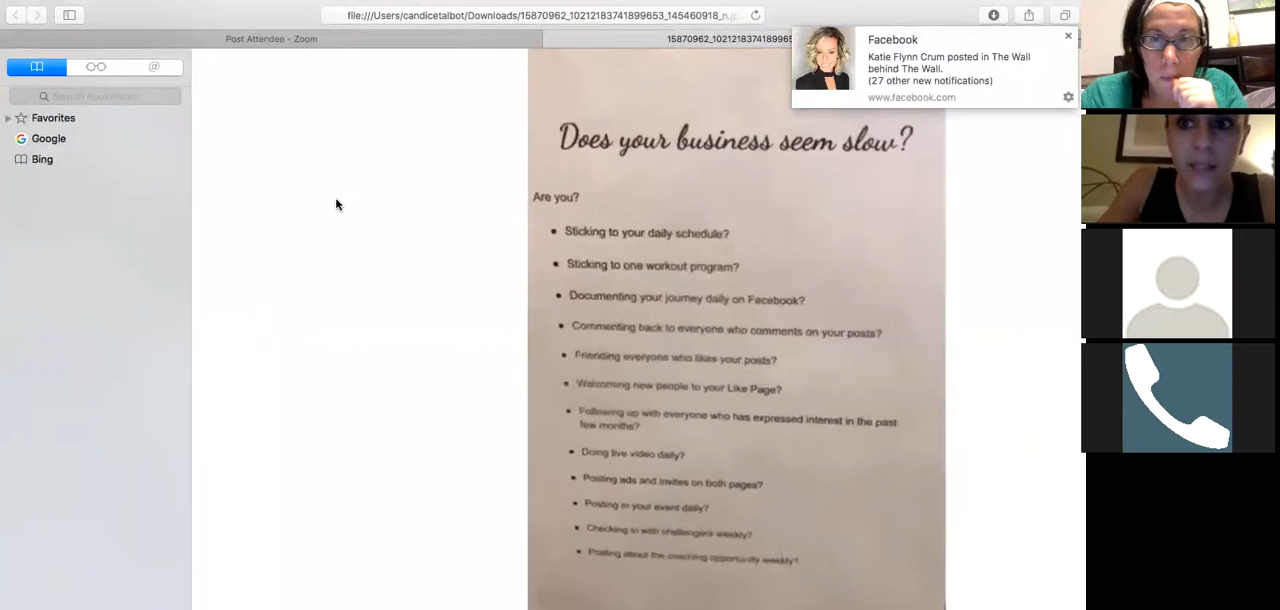 file:///Users/candicetalbot/Downloads/15870962_10212183741899653_145460918_n.j
Post Attendee - Zoom
15870962_1021218374189965
Facebook
Katie Flynn Crum posted in The Wall
behind The Wall.
(27 other new notifications)
www.facebook.com
@
Search Bookmarks
Favorites
Google
Bing
Does your business seem slow?
Are you?
• Sticking to your daily schedule?
• Sticking to one workout program?
• Documenting your journey daily on Facebook?
• Commenting back to everyone who comments on your posts?
• Friending everyone who likes your posts?
• Welcoming new people to your Like Page?
• Following up with everyone who has expressed interest in the past
few months?
• Doing live video daily?
• Posting ads and invites on both pages?
• Posting in your event daily?
• Checking in with challengers weekly?
• Posting about the coaching opportunity weekly?